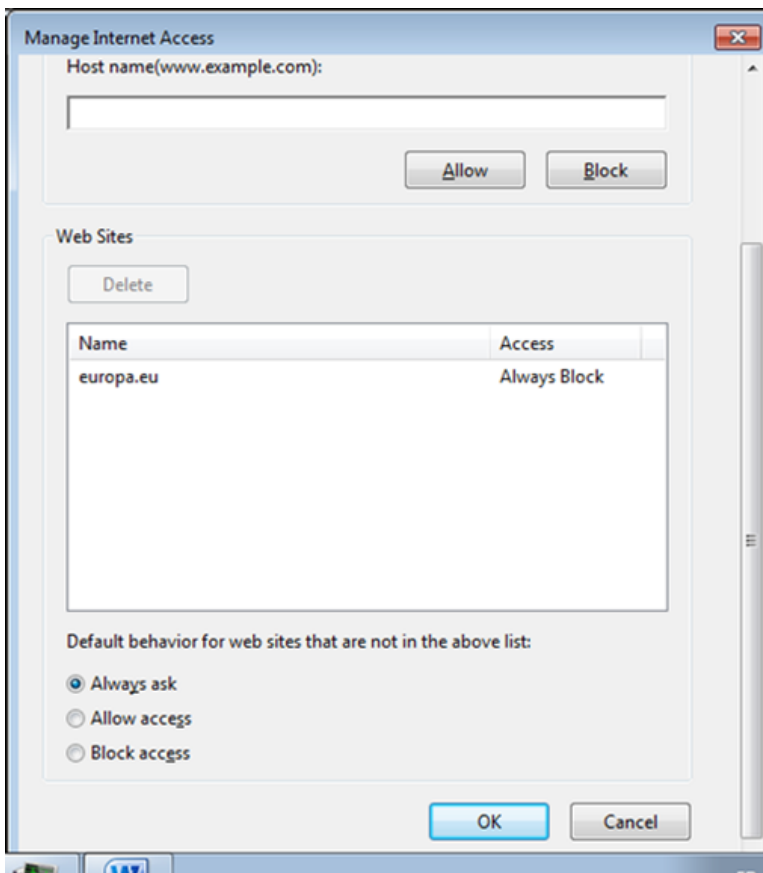 Manage Internet Access
Host name(www.example.com):
Allow Block
Web Sites
Delete
Name Access
europa.eu Always Block
Default behavior for web sites that are not in the above list:
Always ask
Allow access
Block access
OK Cancel